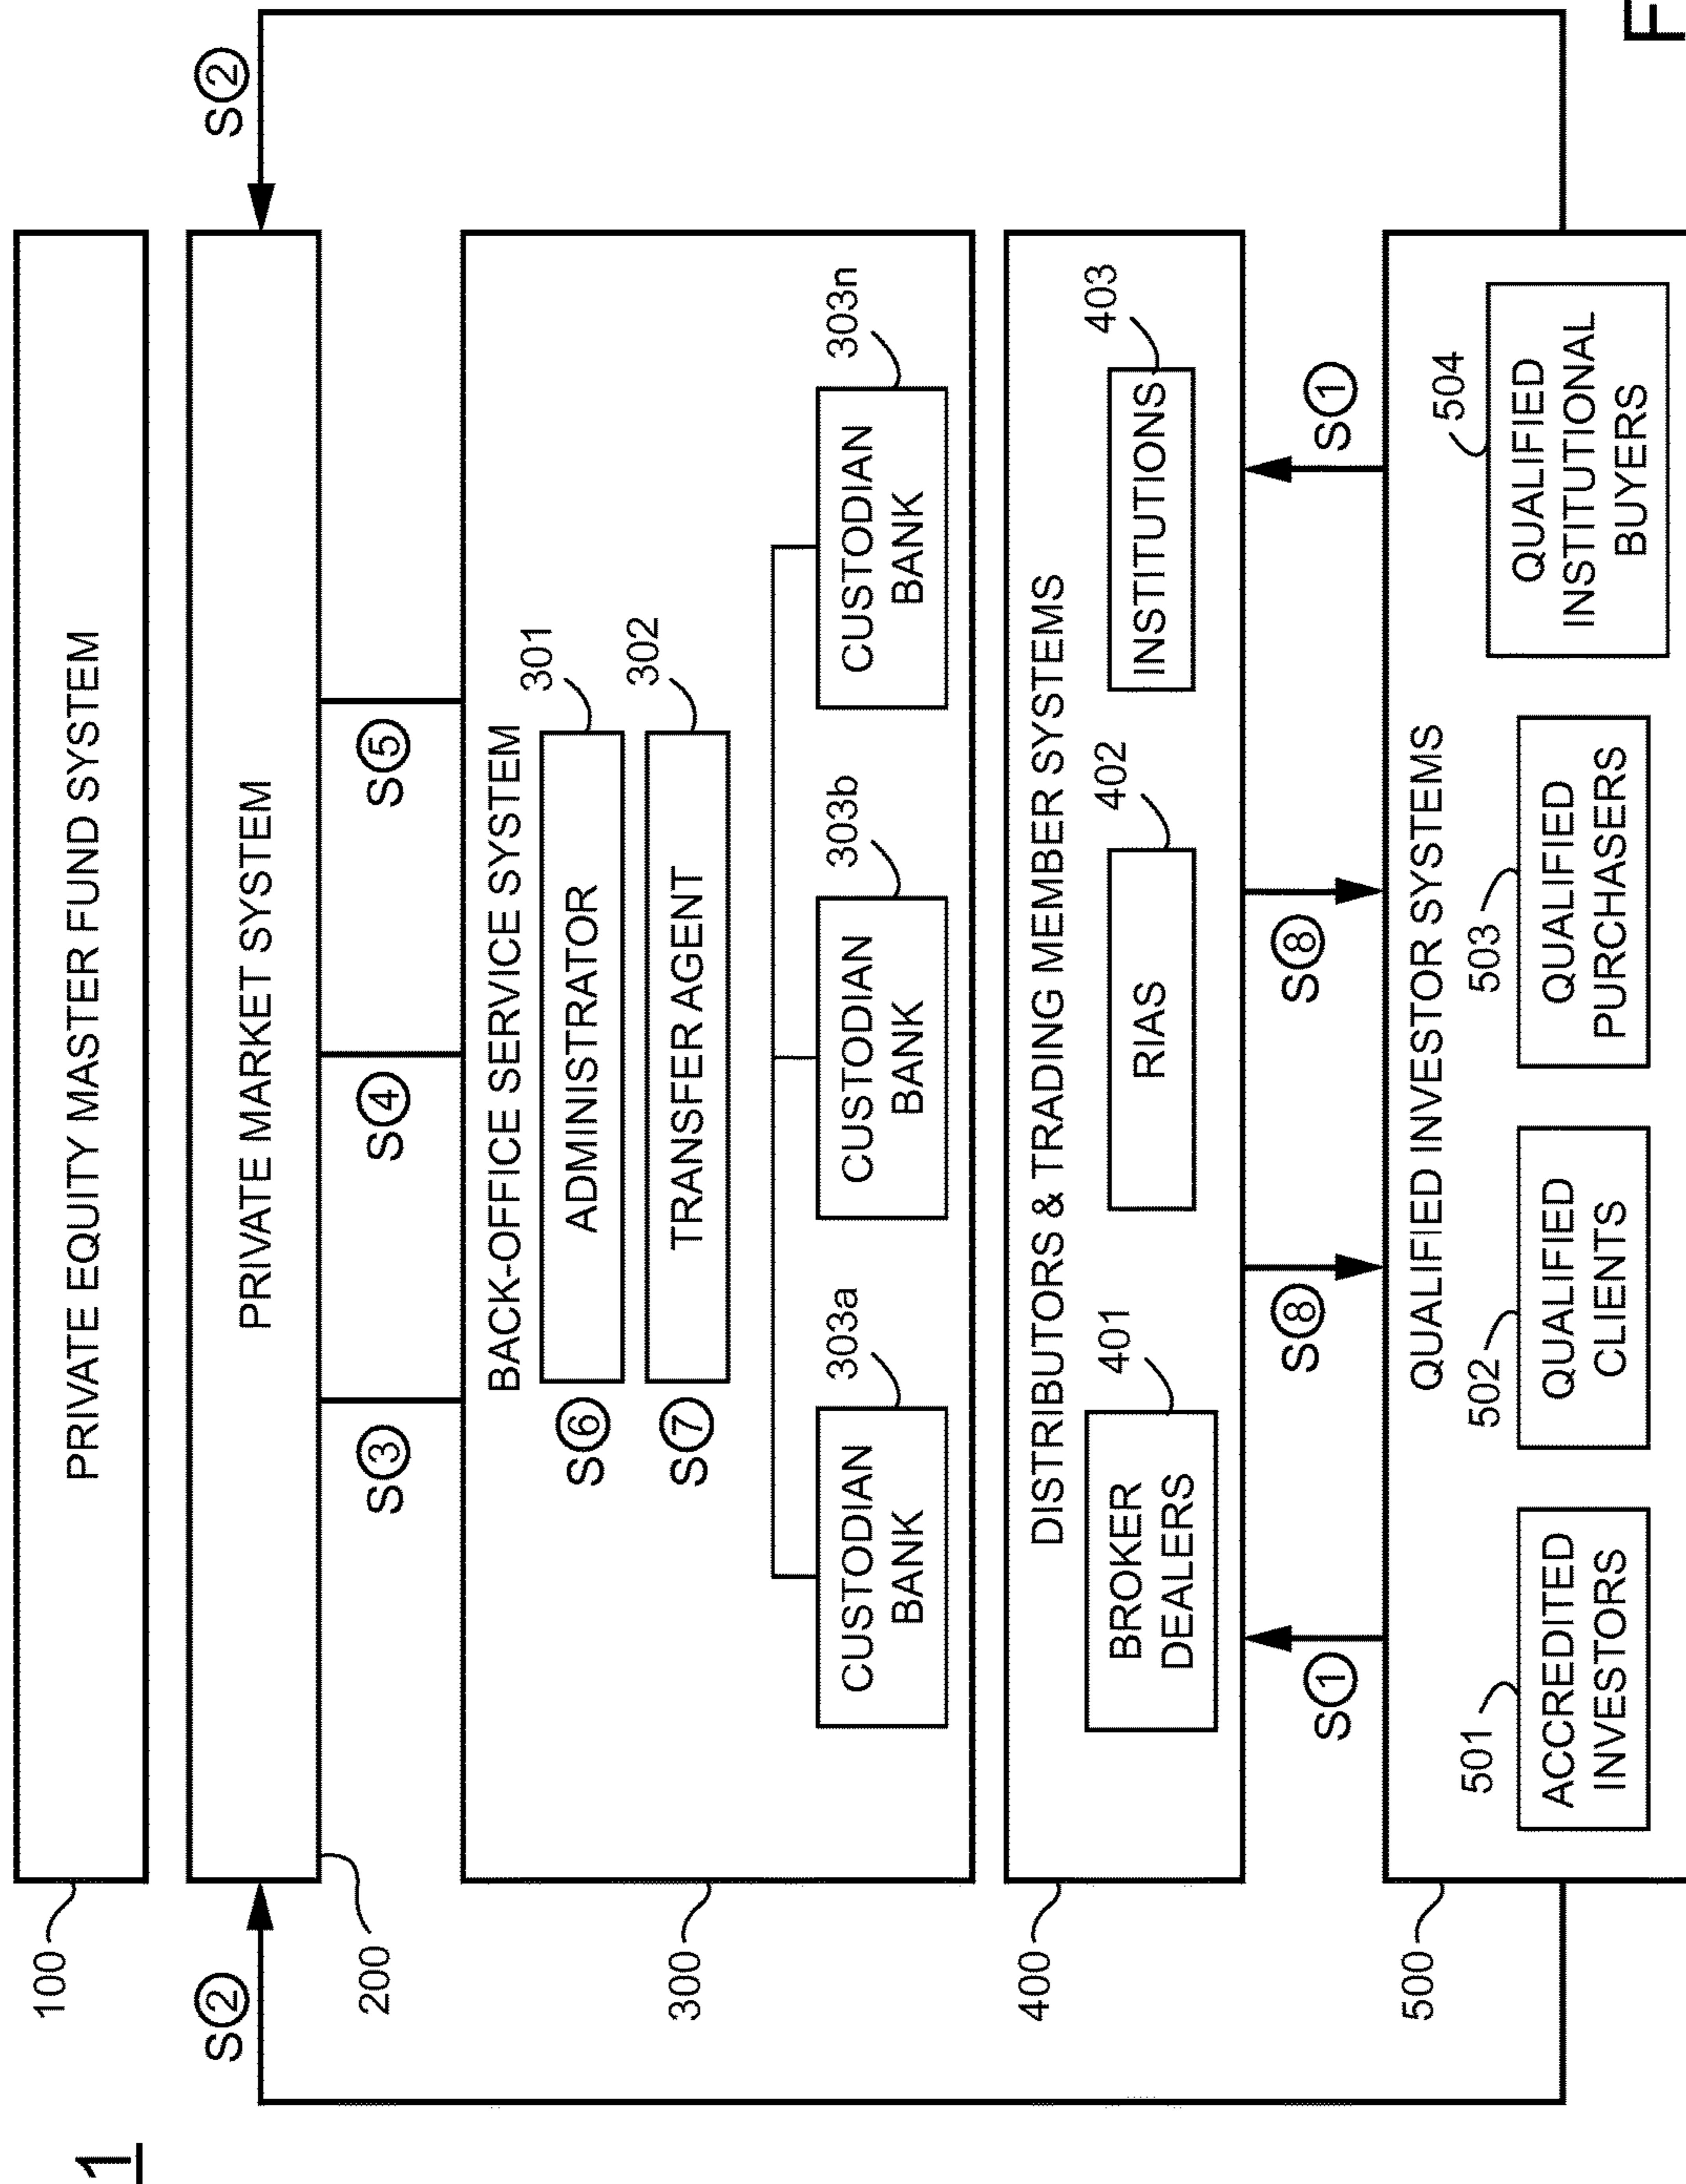 1
100
PRIVATE EQUITY MASTER FUND SYSTEM
S②
S②
PRIVATE MARKET SYSTEM
200
S③
S④
S⑤
300
BACK-OFFICE SERVICE SYSTEM
301
S⑥
ADMINISTRATOR
302
S⑦
TRANSFER AGENT
303a
303b
303n
CUSTODIAN
BANK
CUSTODIAN
BANK
CUSTODIAN
BANK
400
DISTRIBUTORS & TRADING MEMBER SYSTEMS
401
402
403
BROKER
DEALERS
RIAS
INSTITUTIONS
S①
S⑧
S⑧
S①
500
QUALIFIED INVESTOR SYSTEMS
501
502
503
504
ACCREDITED
INVESTORS
QUALIFIED
CLIENTS
QUALIFIED
PURCHASERS
QUALIFIED
INSTITUTIONAL
BUYERS